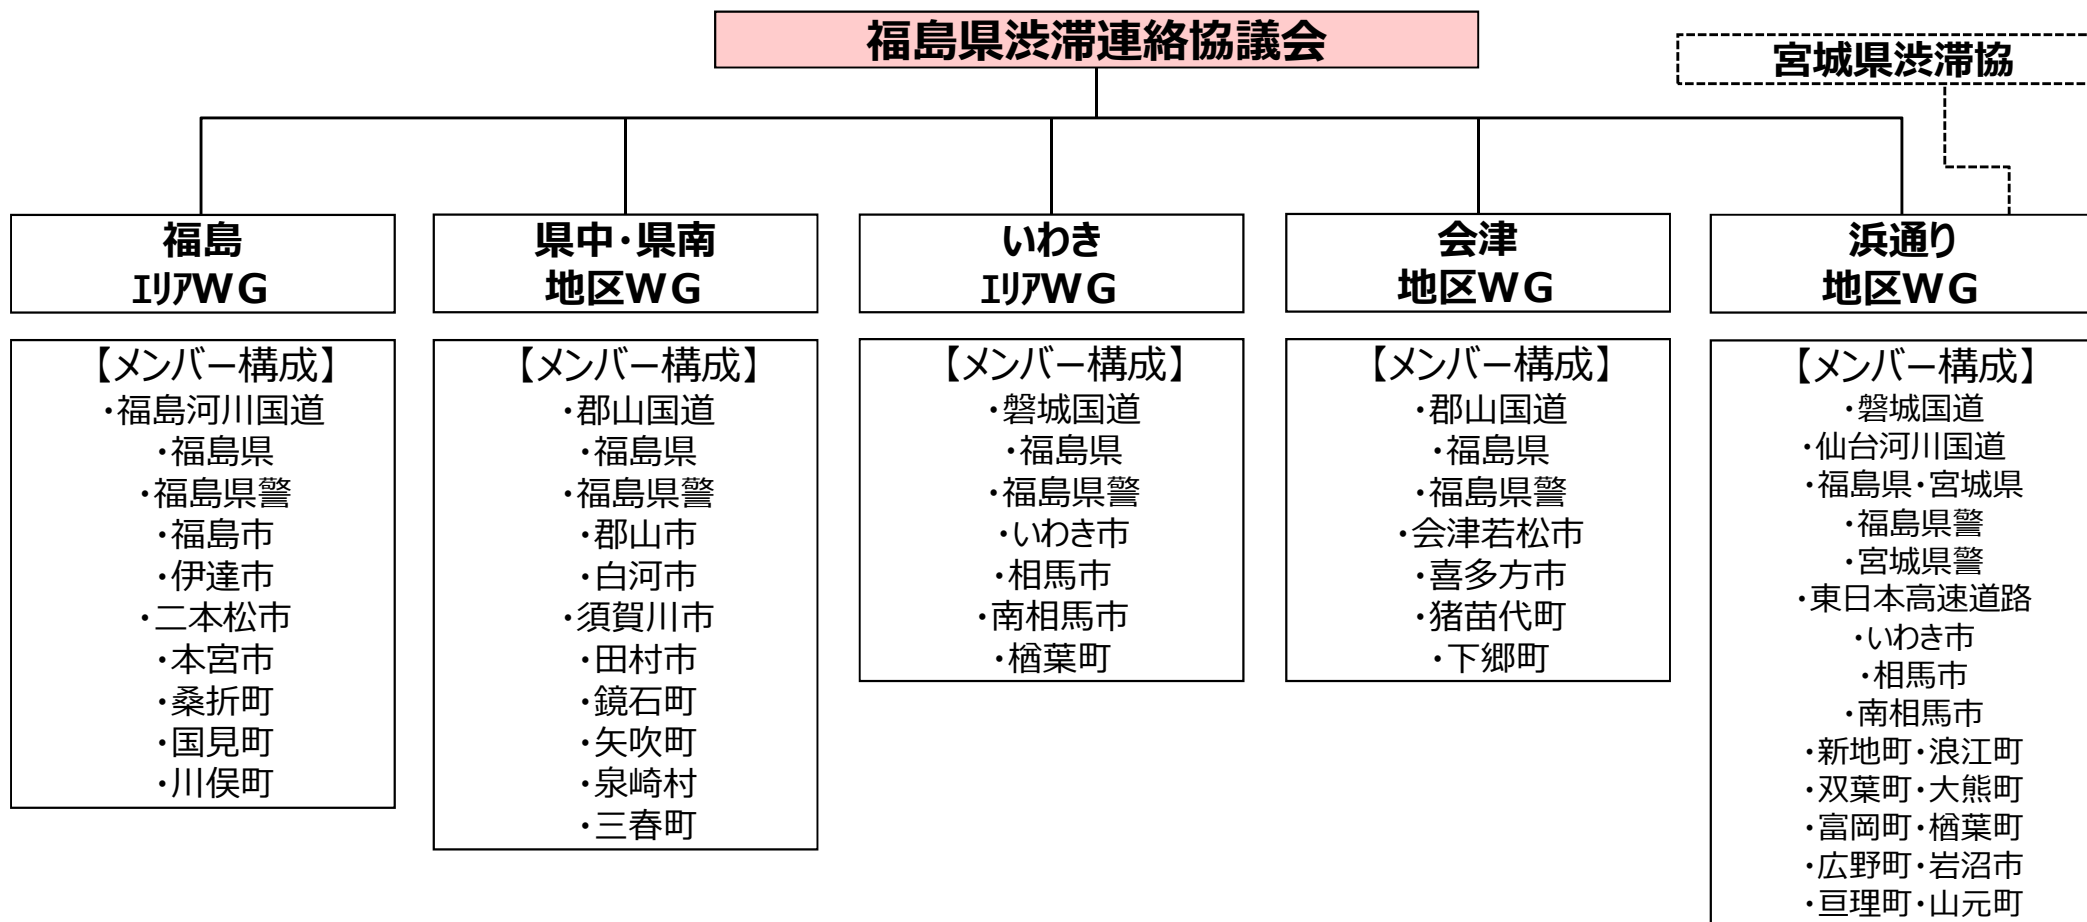 福島県渋滞連絡協議会
宮城県渋滞協
福島
ｴﾘｱWG
県中・県南
地区WG
いわき
ｴﾘｱWG
会津
地区WG
浜通り
地区WG
【メンバー構成】
・福島河川国道
・福島県
・福島県警
・福島市
・伊達市
・二本松市
・本宮市
・桑折町
・国見町
・川俣町
【メンバー構成】
・郡山国道
・福島県
・福島県警
・郡山市
・白河市
・須賀川市
・田村市
・鏡石町
・矢吹町
・泉崎村
・三春町
【メンバー構成】
・磐城国道
・福島県
・福島県警
・いわき市
・相馬市
・南相馬市
・楢葉町
【メンバー構成】
・郡山国道
・福島県
・福島県警
・会津若松市
・喜多方市
・猪苗代町
・下郷町
【メンバー構成】
・磐城国道
・仙台河川国道
・福島県・宮城県
・福島県警
・宮城県警
・東日本高速道路
・いわき市
・相馬市
・南相馬市
・新地町・浪江町
・双葉町・大熊町
・富岡町・楢葉町
・広野町・岩沼市
・亘理町・山元町